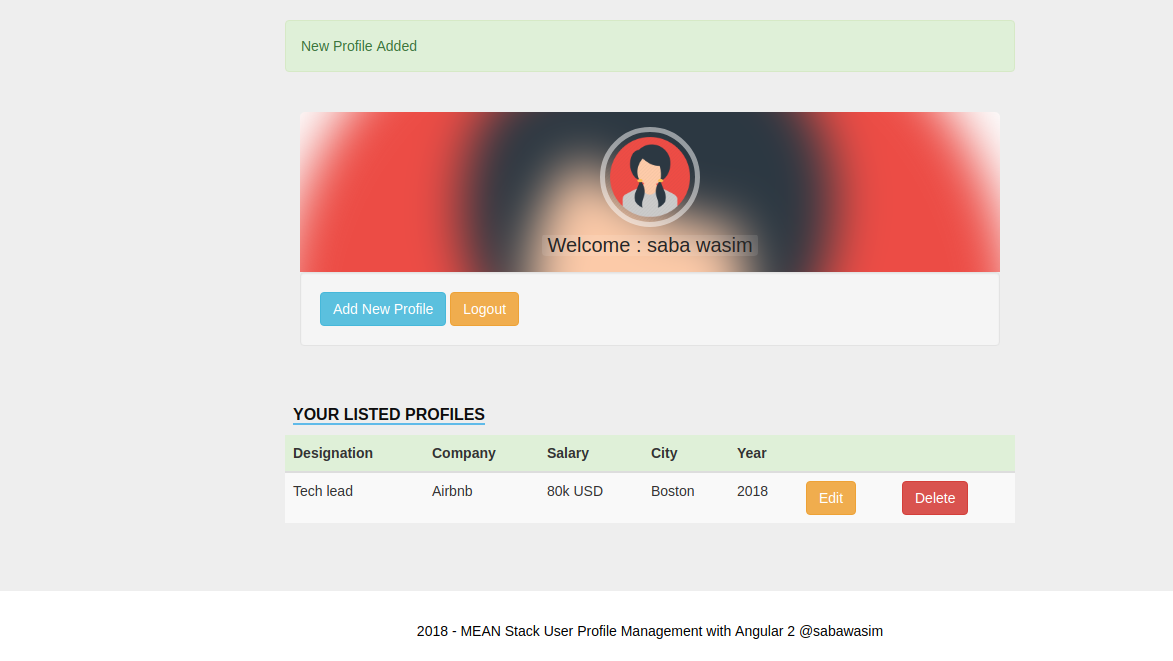 New Profile Added
Welcome : saba wasim
Add New Profile Logout
YOUR LISTED PROFILES
Designation Company Salary City Year
Tech lead Airbnb 80k USD Boston 2018 Edit Delete
2018 - MEAN Stack User Profile Management with Angular 2 @sabawasim